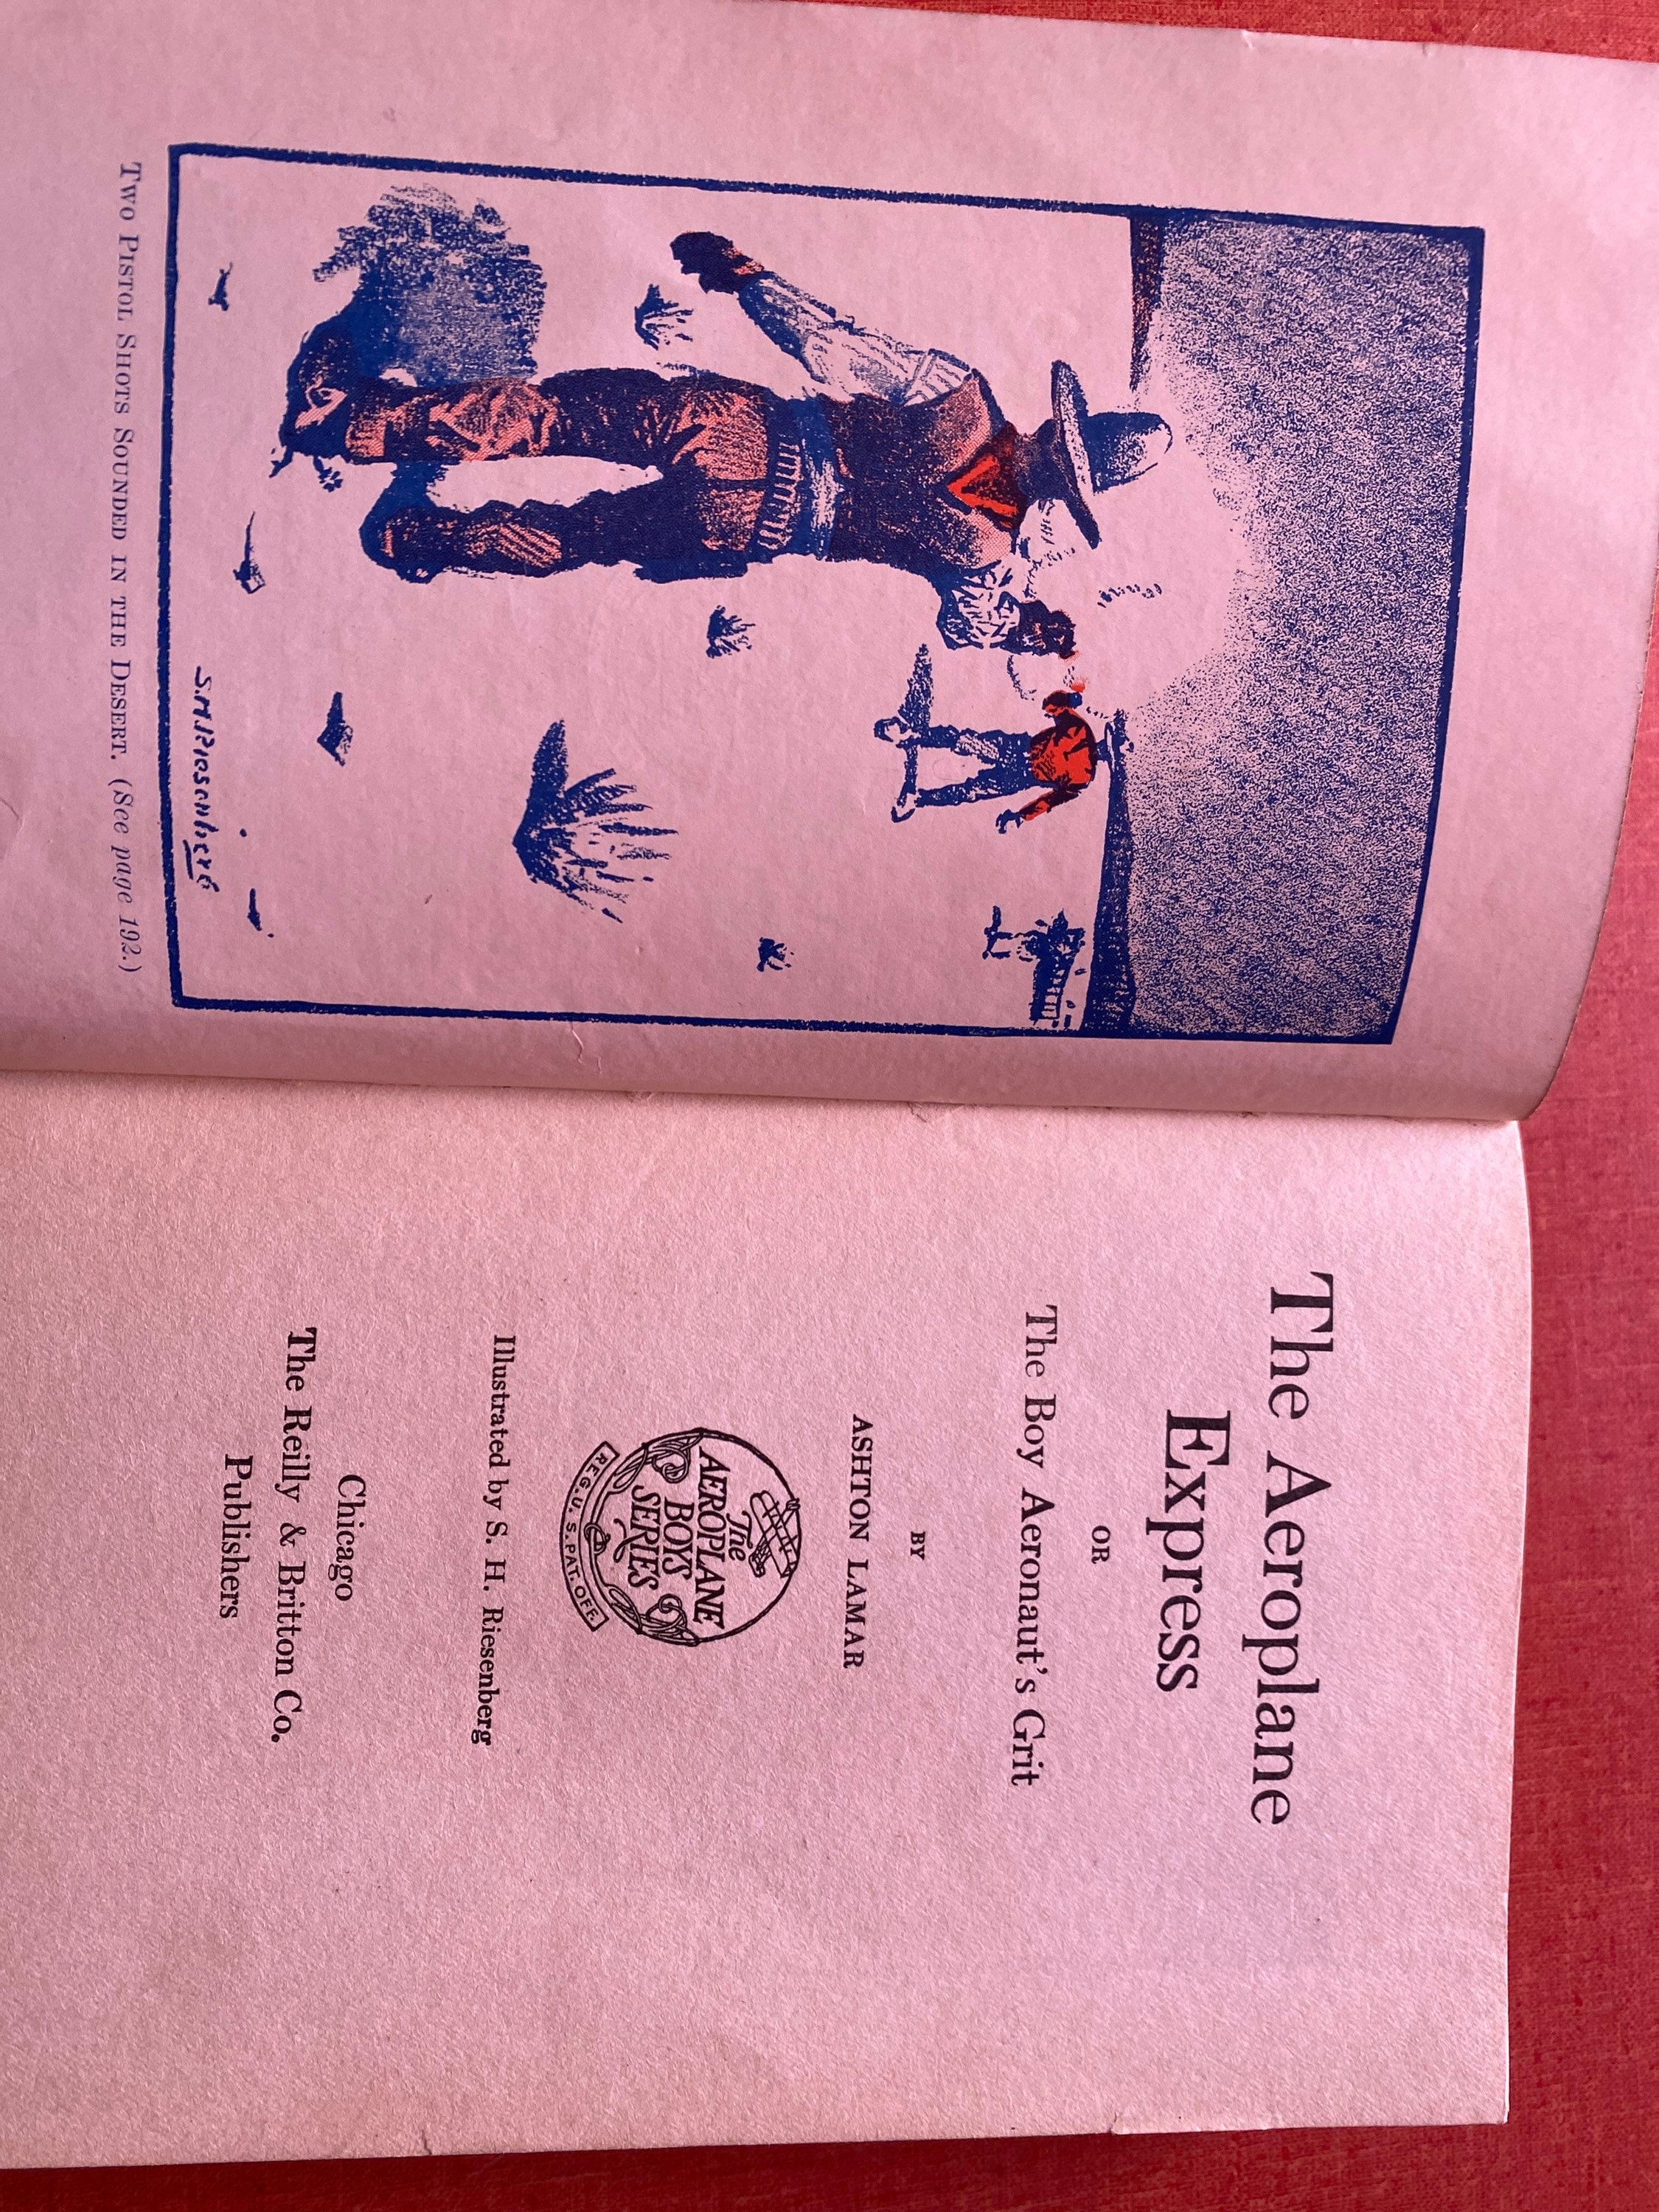 S.H.Riesenberg
TWO PISTOL SHOTS SOUNDED IN THE DESERT. (See page 192.)
The Aeroplane
Express
OR
The Boy Aeronaut's Grit
BY
ASHTON LAMAR
The
AEROPLANE
BOYS
SERIES
REG. U. S. PAT. OFF.
Illustrated by S. H. Riesenberg
Chicago
The Reilly & Britton Co.
Publishers